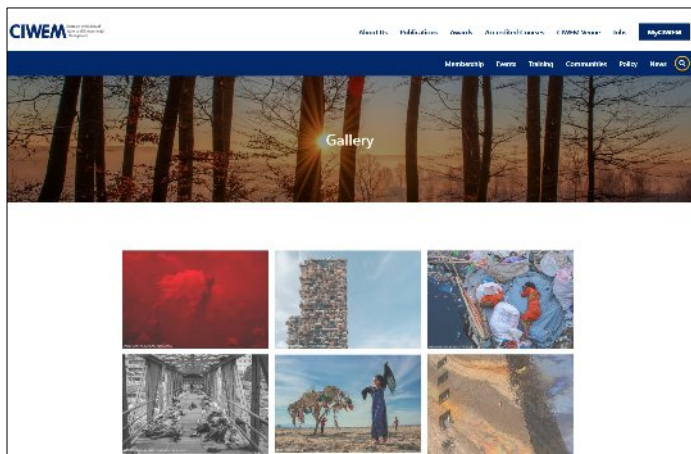 CIWEM
About Us Publications Awards Accredited Courses CIWEM Venue Jobs MyCIWEM
Membership Events Training Communities Policy News
Gallery